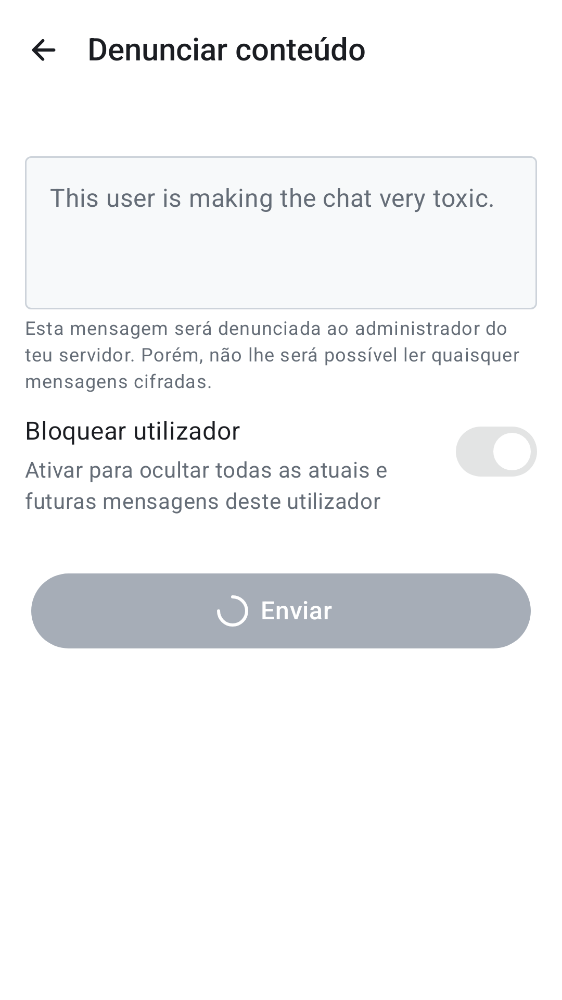 Denunciar conteúdo
This user is making the chat very toxic.
Esta mensagem será denunciada ao administrador do
teu servidor. Porém, não lhe será possível ler quaisquer
mensagens cifradas.
Bloquear utilizador
Ativar para ocultar todas as atuais e
futuras mensagens deste utilizador
Enviar